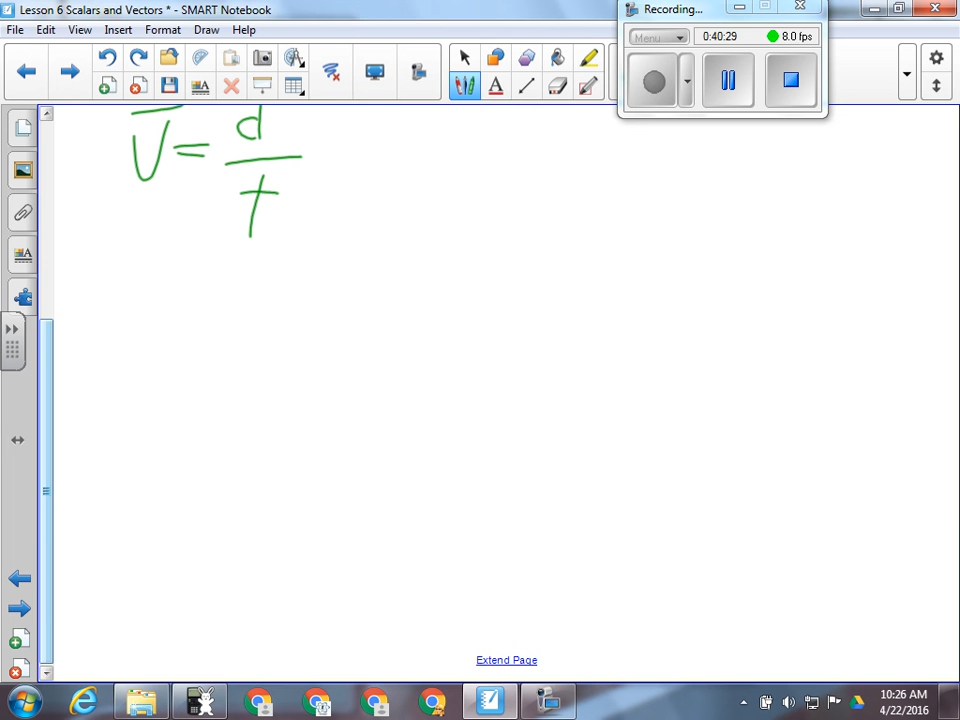 Lesson 6 Scalars and Vectors * - SMART Notebook
File Edit View Insert Format Draw Help
Recording...
Menu 0:40:29 8.0 fps
V̅ = d/t
Extend Page
10:26 AM
4/22/2016